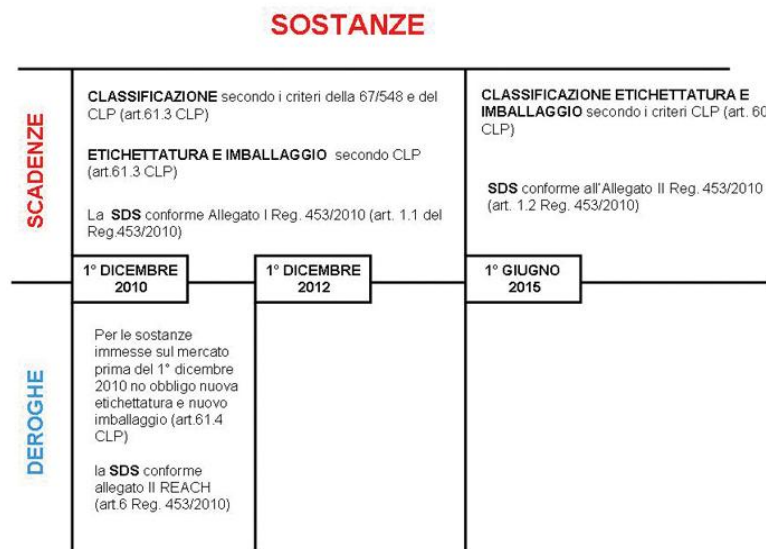 SOSTANZE
SCADENZE
CLASSIFICAZIONE secondo i criteri della 67/548 e del
CLP (art.61.3 CLP)
ETICHETTATURA E IMBALLAGGIO secondo CLP
(art.61.3 CLP)
La SDS conforme Allegato I Reg. 453/2010 (art. 1.1 del
Reg.453/2010)
CLASSIFICAZIONE ETICHETTATURA E
IMBALLAGGIO secondo i criteri CLP (art. 60
CLP)
SDS conforme all'Allegato II Reg. 453/2010
(art. 1.2 Reg. 453/2010)
1° DICEMBRE
2010
1° DICEMBRE
2012
1° GIUGNO
2015
DEROGHE
Per le sostanze
immesse sul mercato
prima del 1° dicembre
2010 no obbligo nuova
etichettatura e nuovo
imballaggio (art.61.4
CLP)
la SDS conforme
allegato II REACH
(art.6 Reg. 453/2010)